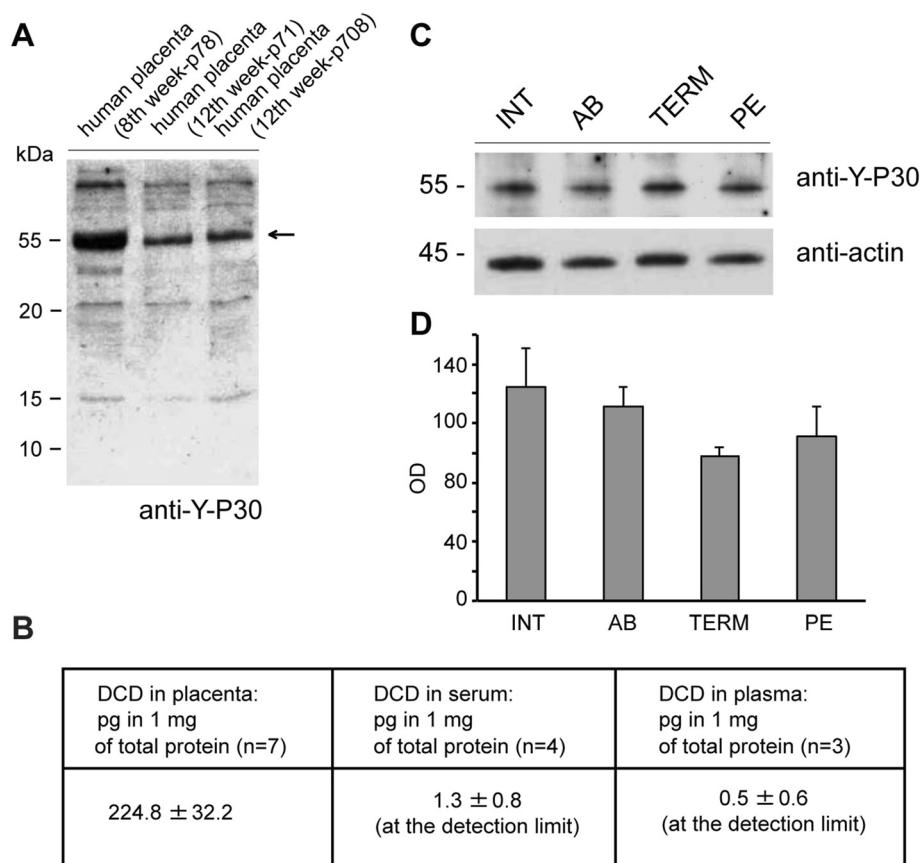 A
human placenta
(8th week-p78)
human placenta
(12th week-p71)
human placenta
(12th week-p708)
kDa
55
20
15
10
anti-Y-P30
C
INT
AB
TERM
PE
55 -
anti-Y-P30
45 -
anti-actin
D
140
100
80
40
0
OD
INT
AB
TERM
PE
B
DCD in placenta:
pg in 1 mg
of total protein (n=7)
DCD in serum:
pg in 1 mg
of total protein (n=4)
DCD in plasma:
pg in 1 mg
of total protein (n=3)
224.8 ± 32.2
1.3 ± 0.8
(at the detection limit)
0.5 ± 0.6
(at the detection limit)